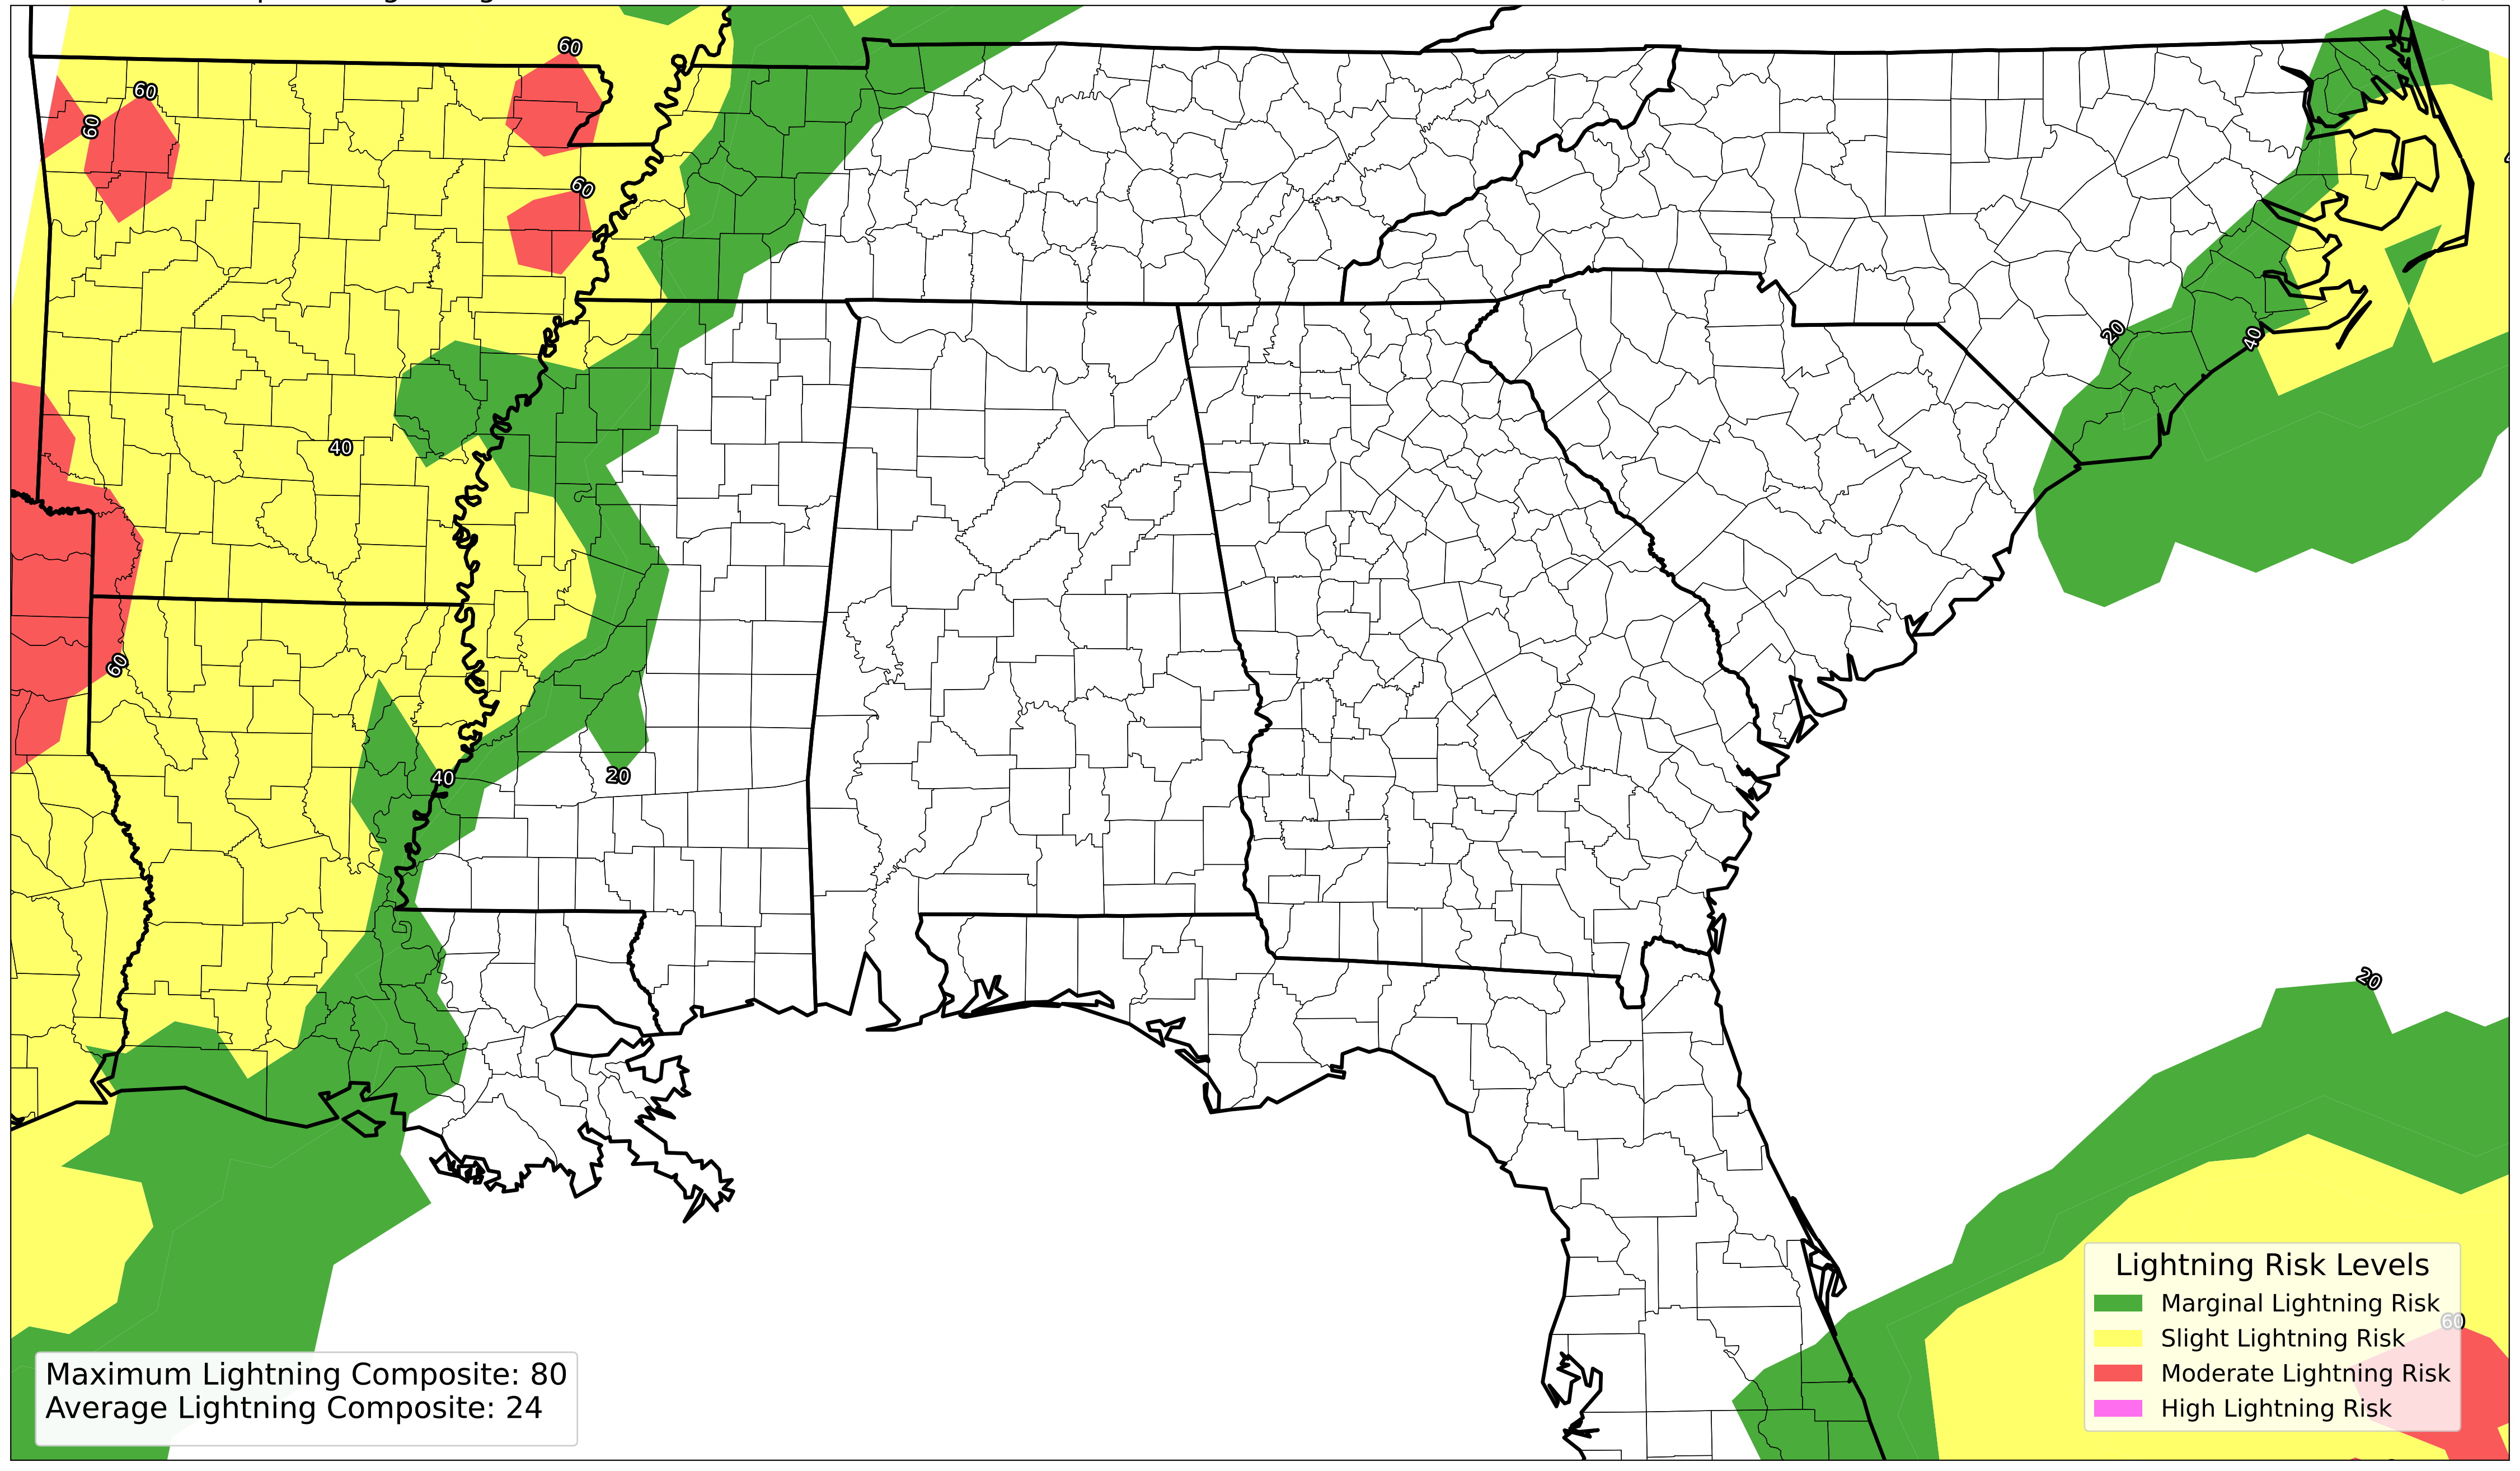 60
60
60
60
40
20
40
60
40
20
20
60
Lightning Risk Levels
Marginal Lightning Risk
Slight Lightning Risk
Moderate Lightning Risk
High Lightning Risk
Maximum Lightning Composite: 80
Average Lightning Composite: 24